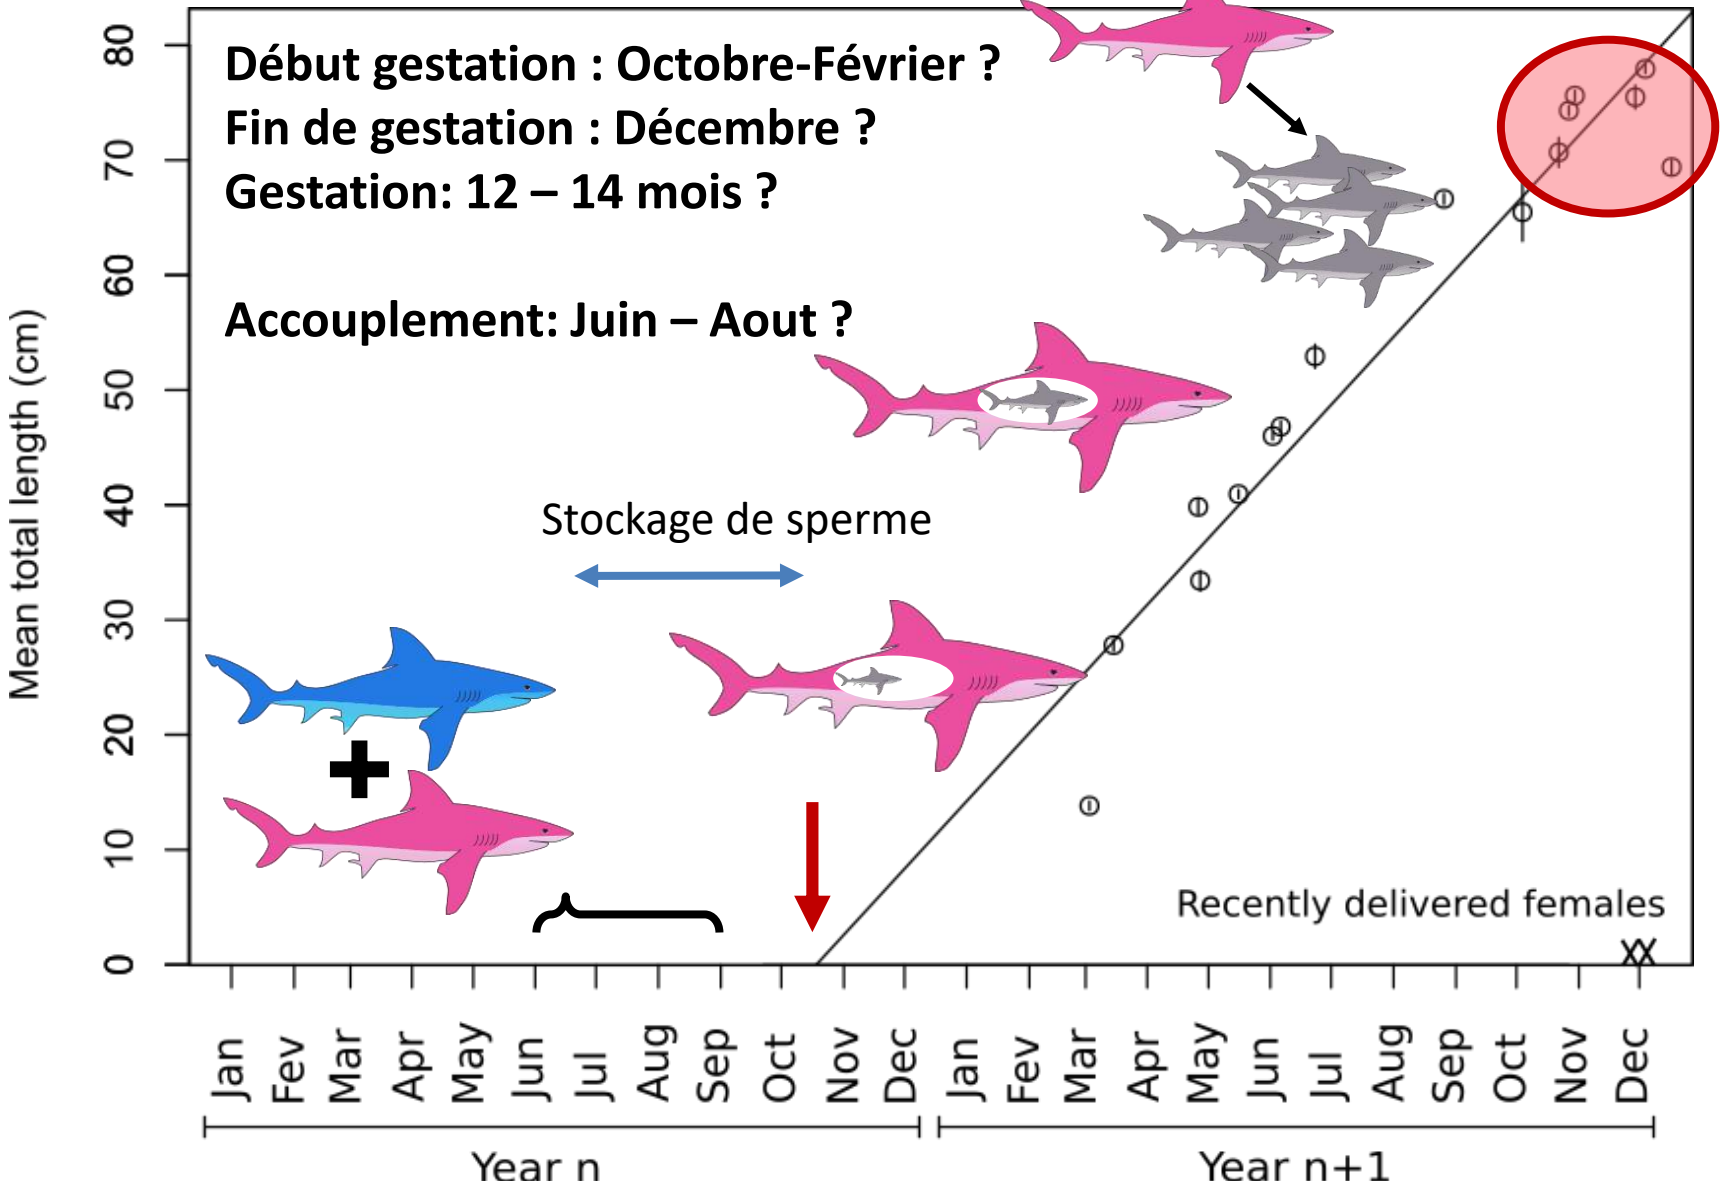 Début gestation : Octobre-Février ?
Fin de gestation : Décembre ?
Gestation: 12 – 14 mois ?
Accouplement: Juin – Aout ?
Stockage de sperme
Recently delivered females
XX
Mean total length (cm)
80
70
60
50
40
30
20
10
0
Jan
Fev
Mar
Apr
May
Jun
Jul
Aug
Sep
Oct
Nov
Dec
Jan
Fev
Mar
Apr
May
Jun
Jul
Aug
Sep
Oct
Nov
Dec
Year n
Year n+1